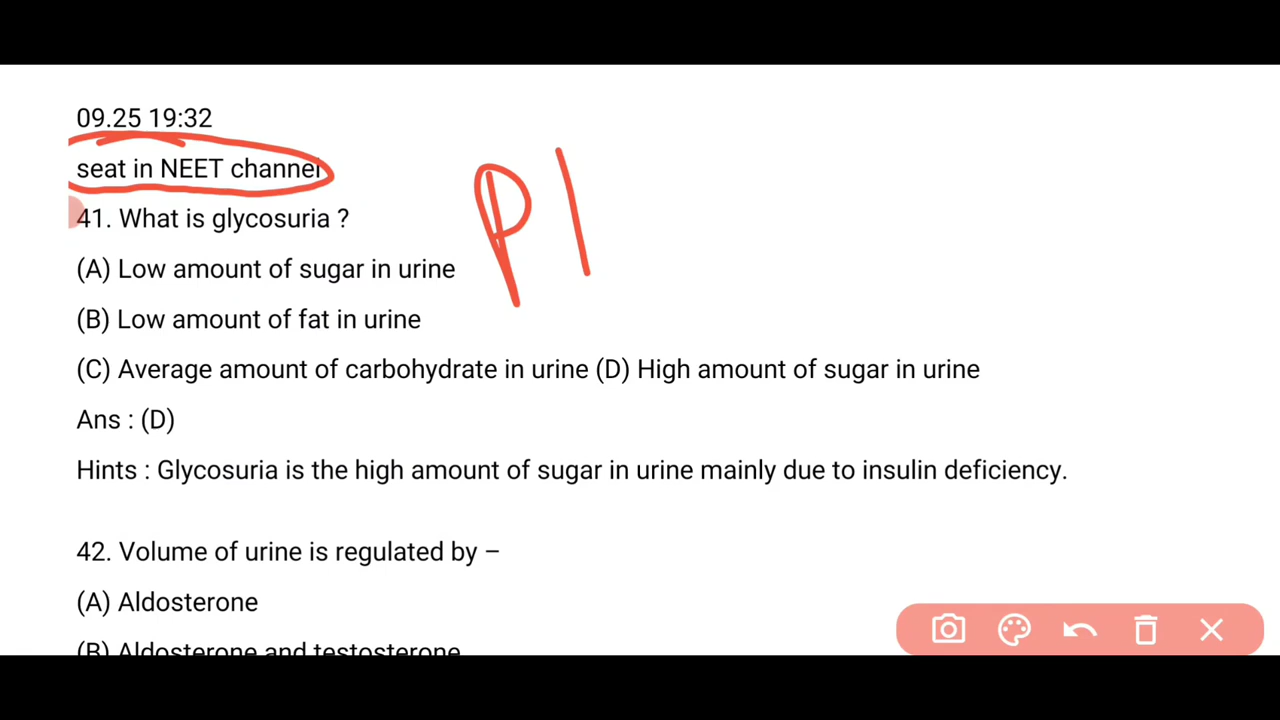 09.25 19:32
seat in NEET channel
P
41. What is glycosuria ?
(A) Low amount of sugar in urine
(B) Low amount of fat in urine
(C) Average amount of carbohydrate in urine (D) High amount of sugar in urine
Ans : (D)
Hints : Glycosuria is the high amount of sugar in urine mainly due to insulin deficiency.
42. Volume of urine is regulated by –
(A) Aldosterone
(B) Aldosterone and testosterone